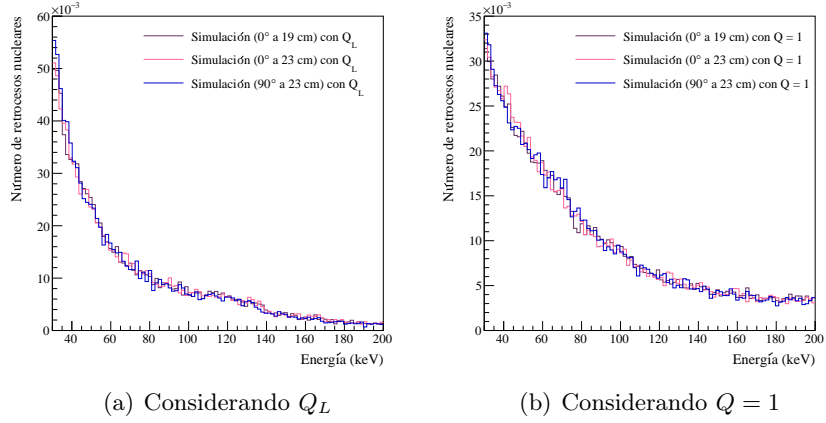 ×10⁻³
60
50
40
30
20
10
0
Número de retrocesos nucleares
Simulación (0° a 19 cm) con Q_L
Simulación (0° a 23 cm) con Q_L
Simulación (90° a 23 cm) con Q_L
40 60 80 100 120 140 160 180 200
Energía (keV)
(a) Considerando Q_L
×10⁻³
35
30
25
20
15
10
5
0
Número de retrocesos nucleares
Simulación (0° a 19 cm) con Q = 1
Simulación (0° a 23 cm) con Q = 1
Simulación (90° a 23 cm) con Q = 1
40 60 80 100 120 140 160 180 200
Energía (keV)
(b) Considerando Q = 1